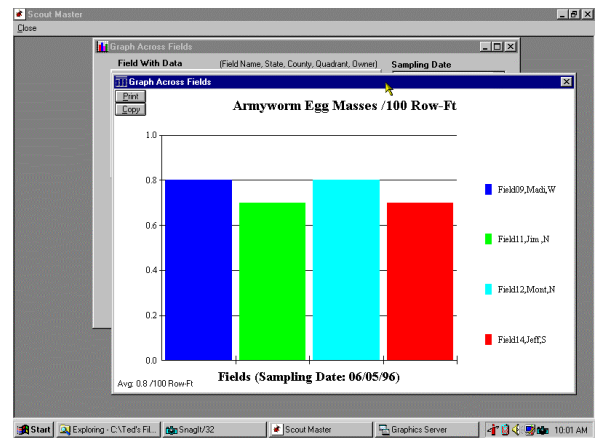 Scout Master
Close
Graph Across Fields
Field With Data (Field Name, State, County, Quadrant, Owner) Sampling Date
Graph Across Fields
Print
Copy
Armyworm Egg Masses /100 Row-Ft
1.0
0.8
0.6
0.4
0.2
0.0
Field09,Madi,W
Field11,Jim ,N
Field12,Mont,N
Field14,Jeff,S
Fields (Sampling Date: 06/05/96)
Avg: 0.8 /100 Row-Ft
Start Exploring - C:\Ted's Fil... SnagIt/32 Scout Master Graphics Server 10:01 AM